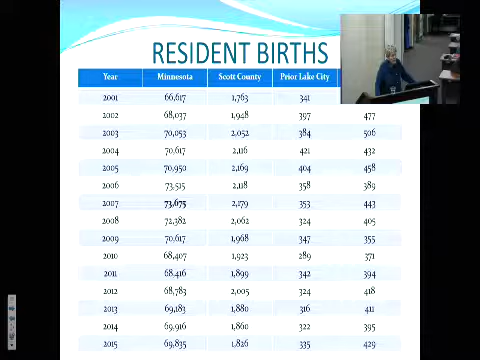 RESIDENT BIRTHS
Year Minnesota Scott County Prior Lake City
2001 66,617 1,763 341
2002 68,037 1,948 397 477
2003 70,053 2,052 384 506
2004 70,617 2,116 421 432
2005 70,950 2,169 404 458
2006 73,515 2,118 358 389
2007 73,675 2,179 353 443
2008 72,382 2,062 324 405
2009 70,617 1,968 347 355
2010 68,407 1,923 289 371
2011 68,416 1,899 342 394
2012 68,783 2,005 324 418
2013 69,183 1,880 316 411
2014 69,916 1,860 322 395
2015 69,835 1,826 335 429